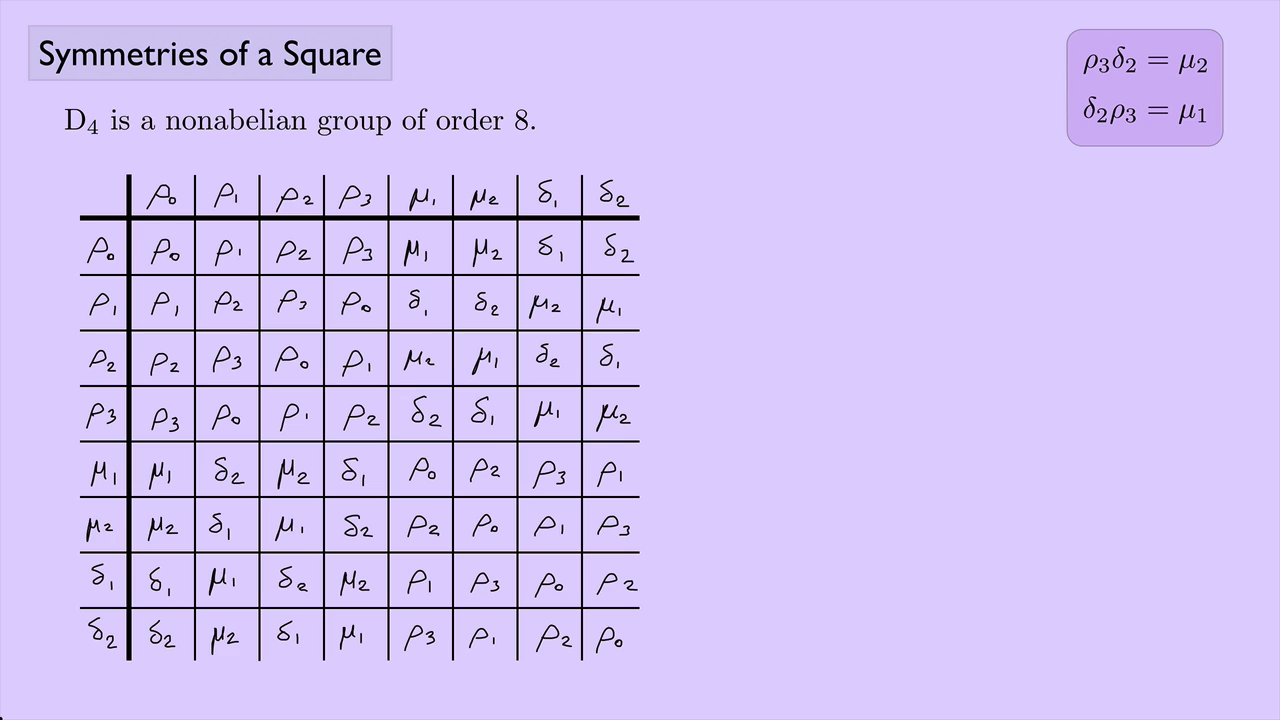 Symmetries of a Square
ρ₃δ₂ = μ₂
δ₂ρ₃ = μ₁
D₄ is a nonabelian group of order 8.
ρ₀ ρ₁ ρ₂ ρ₃ μ₁ μ₂ δ₁ δ₂
ρ₀ ρ₀ ρ₁ ρ₂ ρ₃ μ₁ μ₂ δ₁ δ₂
ρ₁ ρ₁ ρ₂ ρ₃ ρ₀ δ₁ δ₂ μ₂ μ₁
ρ₂ ρ₂ ρ₃ ρ₀ ρ₁ μ₂ μ₁ δ₂ δ₁
ρ₃ ρ₃ ρ₀ ρ₁ ρ₂ δ₂ δ₁ μ₁ μ₂
μ₁ μ₁ δ₂ μ₂ δ₁ ρ₀ ρ₂ ρ₃ ρ₁
μ₂ μ₂ δ₁ μ₁ δ₂ ρ₂ ρ₀ ρ₁ ρ₃
δ₁ δ₁ μ₁ δ₂ μ₂ ρ₁ ρ₃ ρ₀ ρ₂
δ₂ δ₂ μ₂ δ₁ μ₁ ρ₃ ρ₁ ρ₂ ρ₀